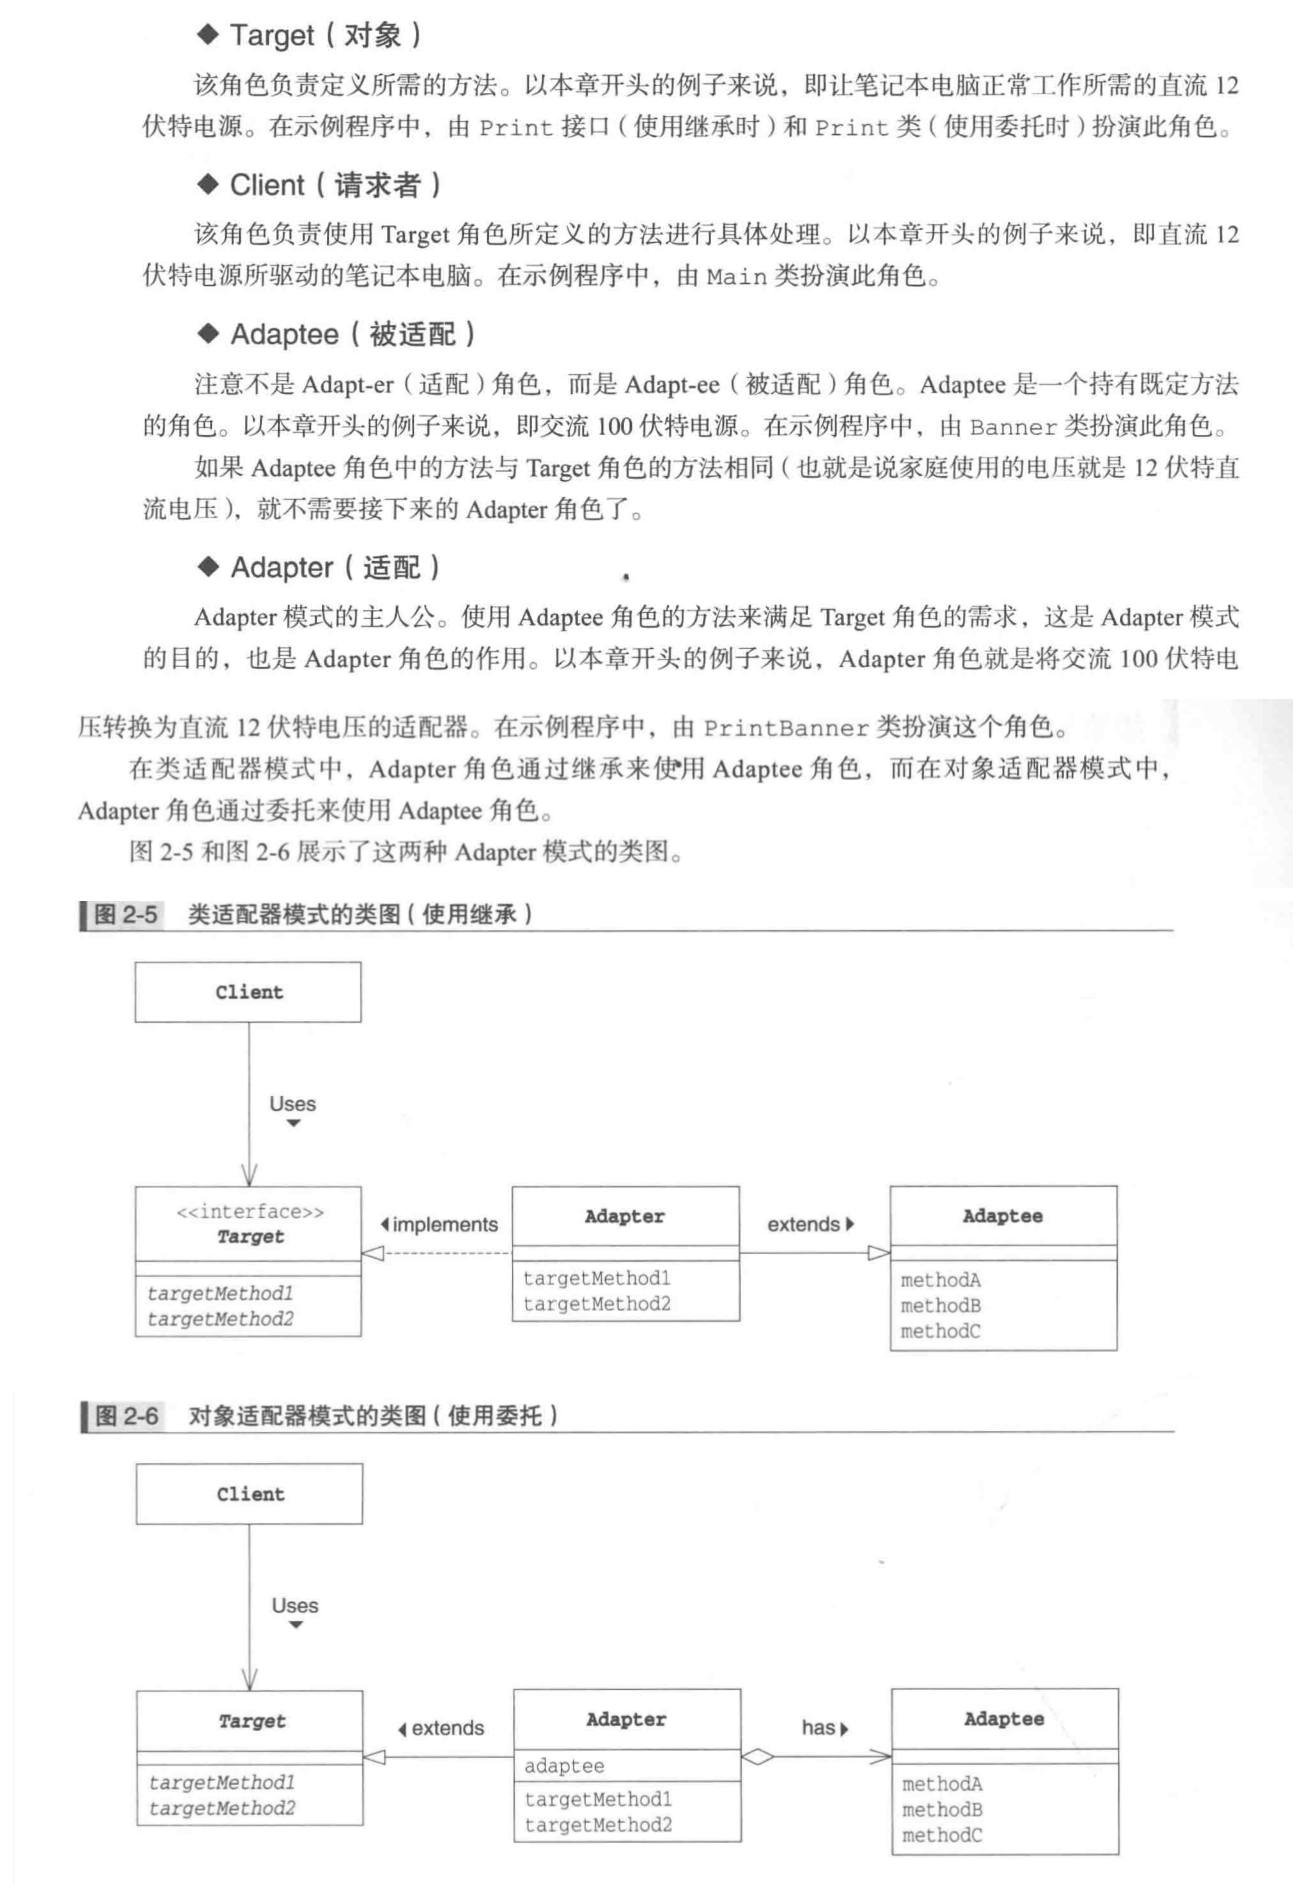 ◆ Target（对象）
该角色负责定义所需的方法。以本章开头的例子来说，即让笔记本电脑正常工作所需的直流 12
伏特电源。在示例程序中，由 Print 接口（使用继承时）和 Print 类（使用委托时）扮演此角色。
◆ Client（请求者）
该角色负责使用 Target 角色所定义的方法进行具体处理。以本章开头的例子来说，即直流 12
伏特电源所驱动的笔记本电脑。在示例程序中，由 Main 类扮演此角色。
◆ Adaptee（被适配）
注意不是 Adapt-er（适配）角色，而是 Adapt-ee（被适配）角色。Adaptee 是一个持有既定方法
的角色。以本章开头的例子来说，即交流 100 伏特电源。在示例程序中，由 Banner 类扮演此角色。
如果 Adaptee 角色中的方法与 Target 角色的方法相同（也就是说家庭使用的电压就是 12 伏特直
流电压），就不需要接下来的 Adapter 角色了。
◆ Adapter（适配）
Adapter 模式的主人公。使用 Adaptee 角色的方法来满足 Target 角色的需求，这是 Adapter 模式
的目的，也是 Adapter 角色的作用。以本章开头的例子来说，Adapter 角色就是将交流 100 伏特电
压转换为直流 12 伏特电压的适配器。在示例程序中，由 PrintBanner 类扮演这个角色。
在类适配器模式中，Adapter 角色通过继承来使用 Adaptee 角色，而在对象适配器模式中，
Adapter 角色通过委托来使用 Adaptee 角色。
图 2-5 和图 2-6 展示了这两种 Adapter 模式的类图。
图 2-5 类适配器模式的类图（使用继承）
Client
Uses
<<interface>>
Target
targetMethod1
targetMethod2
implements
Adapter
targetMethod1
targetMethod2
extends
Adaptee
methodA
methodB
methodC
图 2-6 对象适配器模式的类图（使用委托）
Client
Uses
Target
targetMethod1
targetMethod2
extends
Adapter
adaptee
targetMethod1
targetMethod2
has
Adaptee
methodA
methodB
methodC